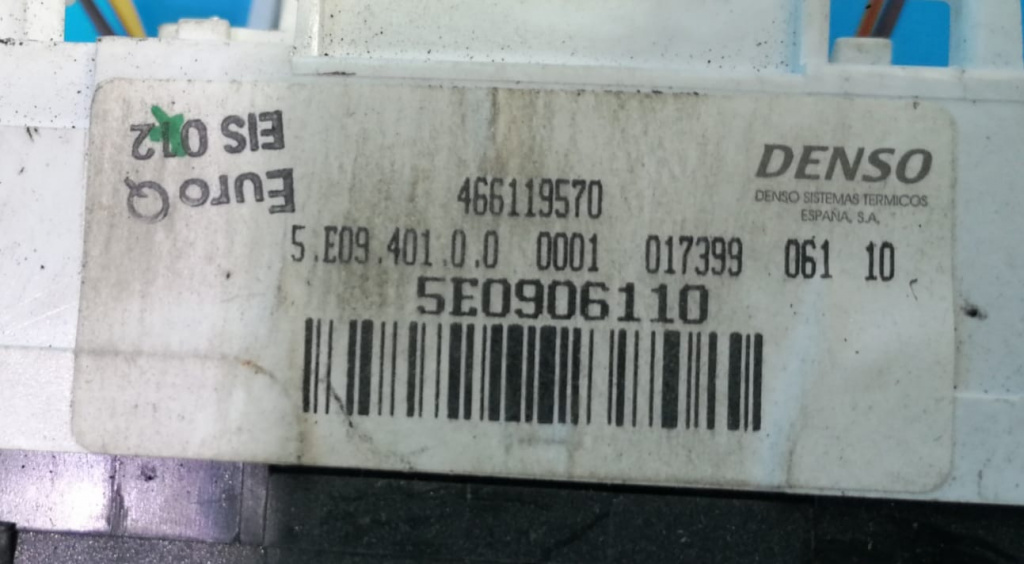 EIS 012
Euro Q
DENSO
DENSO SISTEMAS TERMICOS
ESPAÑA, S.A.
466119570
5.E09.401.0.0 0001 017399 061 10
5E0906110